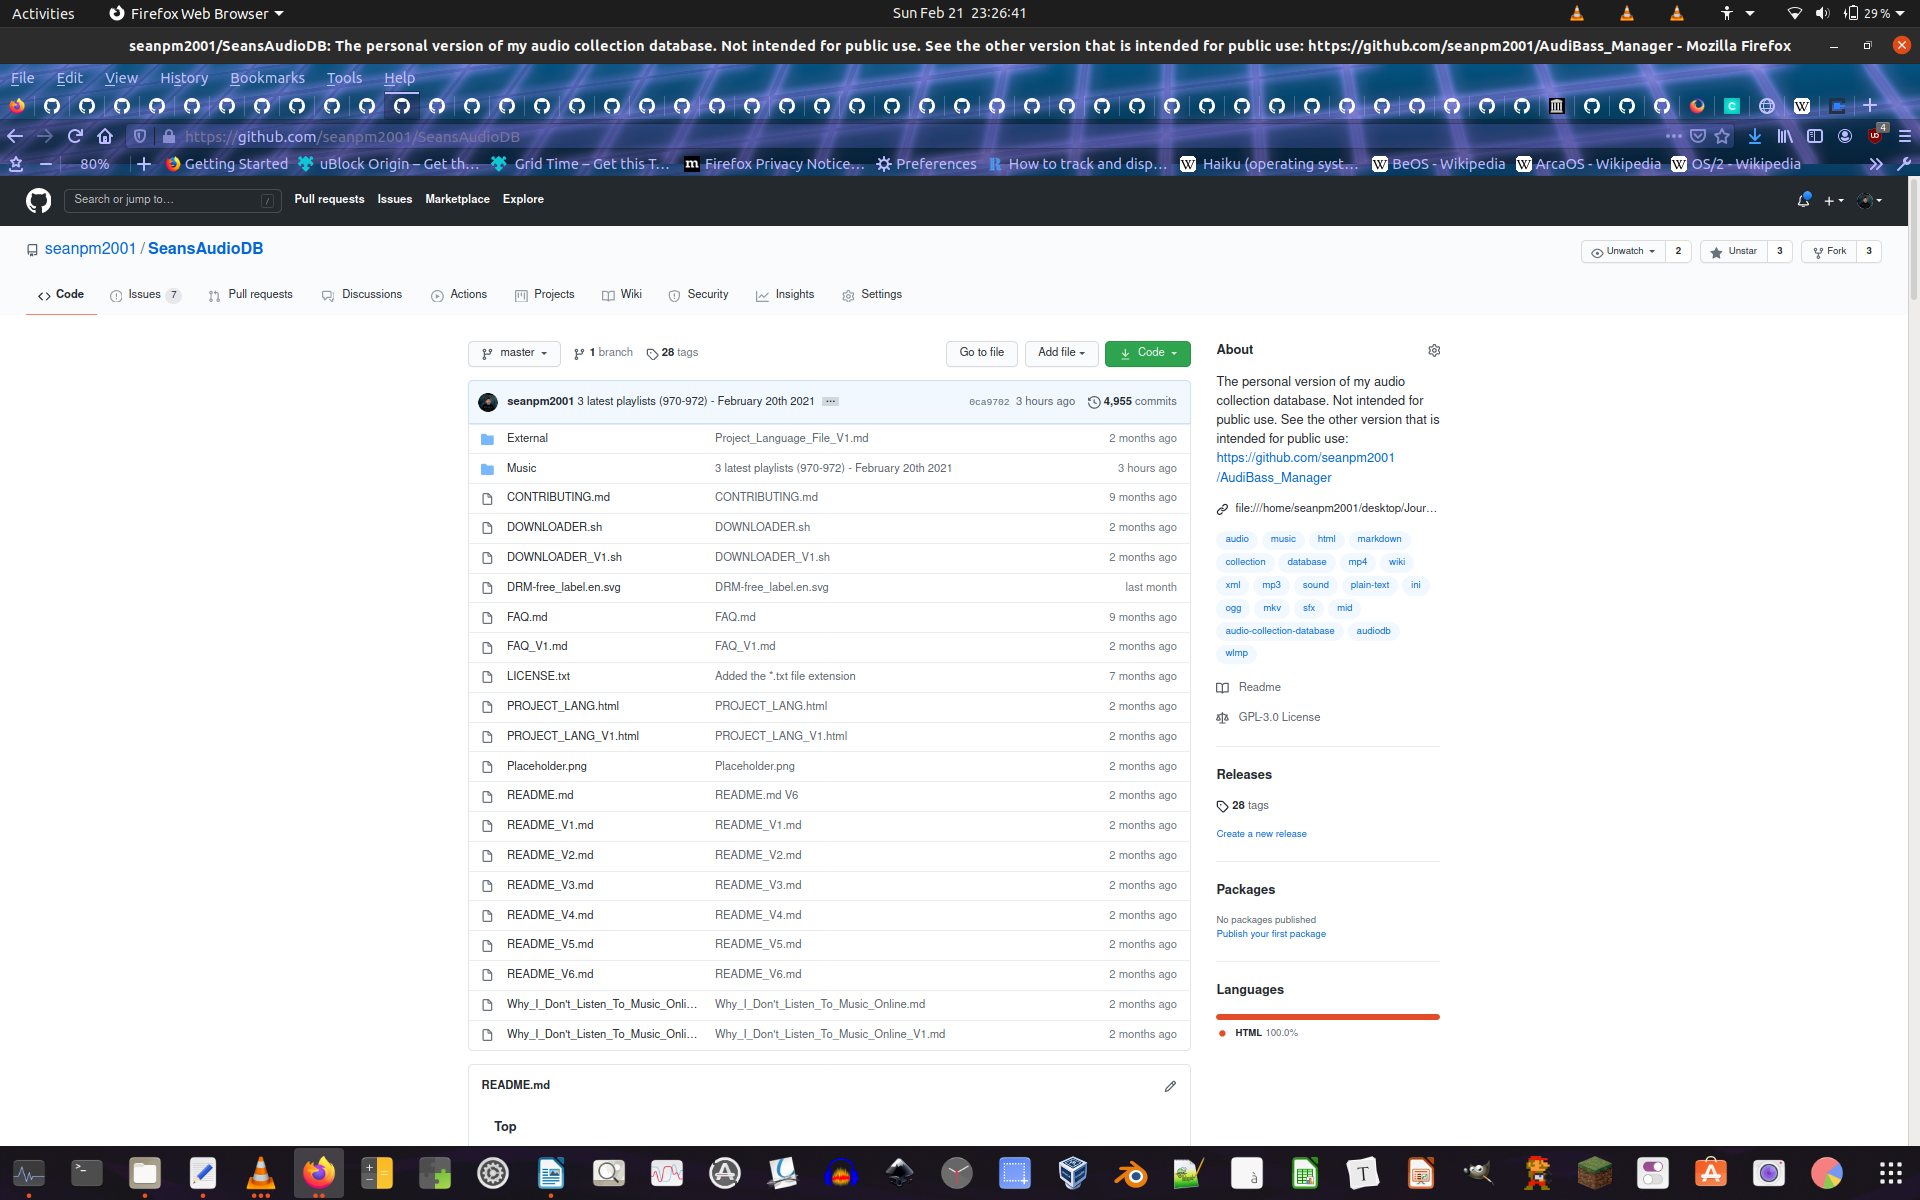 Activities Firefox Web Browser Sun Feb 21 23:26:41 29 %
seanpm2001/SeansAudioDB: The personal version of my audio collection database. Not intended for public use. See the other version that is intended for public use: https://github.com/seanpm2001/AudiBass_Manager - Mozilla Firefox
File Edit View History Bookmarks Tools Help
https://github.com/seanpm2001/SeansAudioDB 4
80% Getting Started uBlock Origin – Get th… Grid Time – Get this T… Firefox Privacy Notice… Preferences How to track and disp… Haiku (operating syst… BeOS - Wikipedia ArcaOS - Wikipedia OS/2 - Wikipedia
Search or jump to… / Pull requests Issues Marketplace Explore
seanpm2001 / SeansAudioDB Unwatch 2 Unstar 3 Fork 3
Code Issues 7 Pull requests Discussions Actions Projects Wiki Security Insights Settings
master 1 branch 28 tags Go to file Add file Code
seanpm2001 3 latest playlists (970-972) - February 20th 2021 ... 0ca9702 3 hours ago 4,955 commits
External Project_Language_File_V1.md 2 months ago
Music 3 latest playlists (970-972) - February 20th 2021 3 hours ago
CONTRIBUTING.md CONTRIBUTING.md 9 months ago
DOWNLOADER.sh DOWNLOADER.sh 2 months ago
DOWNLOADER_V1.sh DOWNLOADER_V1.sh 2 months ago
DRM-free_label.en.svg DRM-free_label.en.svg last month
FAQ.md FAQ.md 9 months ago
FAQ_V1.md FAQ_V1.md 2 months ago
LICENSE.txt Added the *.txt file extension 7 months ago
PROJECT_LANG.html PROJECT_LANG.html 2 months ago
PROJECT_LANG_V1.html PROJECT_LANG_V1.html 2 months ago
Placeholder.png Placeholder.png 2 months ago
README.md README.md V6 2 months ago
README_V1.md README_V1.md 2 months ago
README_V2.md README_V2.md 2 months ago
README_V3.md README_V3.md 2 months ago
README_V4.md README_V4.md 2 months ago
README_V5.md README_V5.md 2 months ago
README_V6.md README_V6.md 2 months ago
Why_I_Don't_Listen_To_Music_Onli… Why_I_Don't_Listen_To_Music_Online.md 2 months ago
Why_I_Don't_Listen_To_Music_Onli… Why_I_Don't_Listen_To_Music_Online_V1.md 2 months ago
README.md
Top
About
The personal version of my audio
collection database. Not intended for
public use. See the other version that is
intended for public use:
https://github.com/seanpm2001
/AudiBass_Manager
file:///home/seanpm2001/desktop/Jour…
audio music html markdown
collection database mp4 wiki
xml mp3 sound plain-text ini
ogg mkv sfx mid
audio-collection-database audiodb
wlmp
Readme
GPL-3.0 License
Releases
28 tags
Create a new release
Packages
No packages published
Publish your first package
Languages
HTML 100.0%